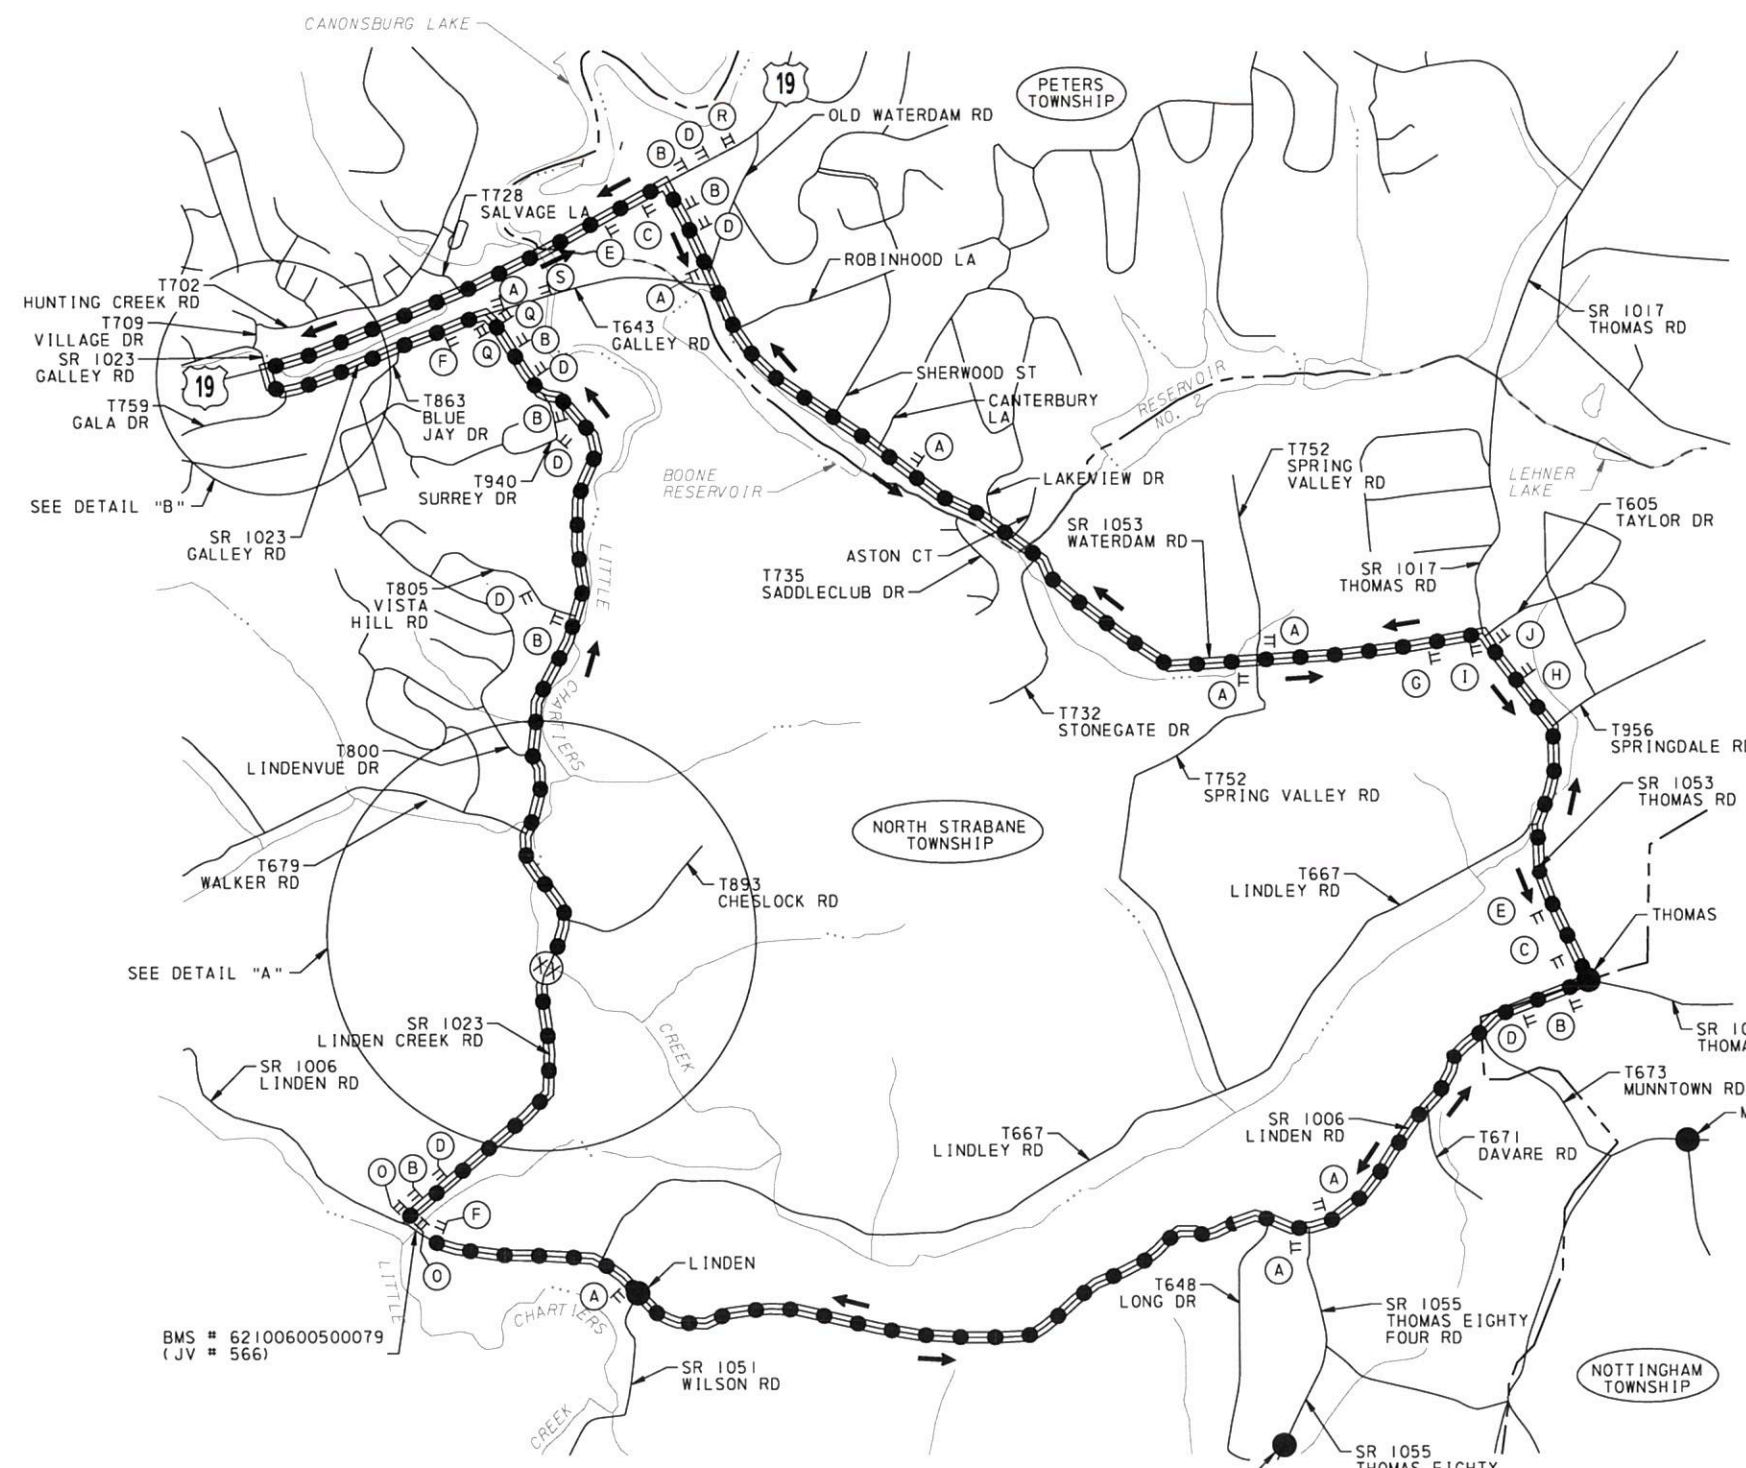 CANONSBURG LAKE
19
PETERS
TOWNSHIP
R
D
B
OLD WATERDAM RD
T728
SALVAGE LA
B
D
C
E
S
A
A
ROBINHOOD LA
T702
HUNTING CREEK RD
T709
VILLAGE DR
SR 1023
GALLEY RD
19
T759
GALA DR
SEE DETAIL "B"
SR 1023
GALLEY RD
F
Q
Q
B
D
B
D
T643
GALLEY RD
T863
BLUE
JAY DR
T940
SURREY DR
SHERWOOD ST
CANTERBURY
LA
RESERVOIR
NO. 2
A
BOONE
RESERVOIR
LAKEVIEW DR
T752
SPRING
VALLEY RD
SR 1017
THOMAS RD
LEHNER
LAKE
T605
TAYLOR DR
SR 1053
WATERDAM RD
ASTON CT
T735
SADDLECLUB DR
SR 1017
THOMAS RD
LITTLE
T805
VISTA
HILL RD
D
B
CHARTIERS
A
A
G
I
J
H
T732
STONEGATE DR
T956
SPRINGDALE RD
T800
LINDENVUE DR
T752
SPRING VALLEY RD
SR 1053
THOMAS RD
NORTH STRABANE
TOWNSHIP
T679
WALKER RD
T893
CHESLOCK RD
T667
LINDLEY RD
E
C
THOMAS
SEE DETAIL "A"
XX
SR 1023
LINDEN CREEK RD
CREEK
D
B
SR 1006
LINDEN RD
T673
MUNNTOWN RD
SR 1006
LINDEN RD
T671
DAVARE RD
T667
LINDLEY RD
O
B
D
F
O
A
LINDEN
A
A
LITTLE
CHARTIERS
CREEK
BMS # 62100600500079
(JV # 566)
SR 1051
WILSON RD
T648
LONG DR
SR 1055
THOMAS EIGHTY
FOUR RD
NOTTINGHAM
TOWNSHIP
SR 1055
THOMAS EIGHTY